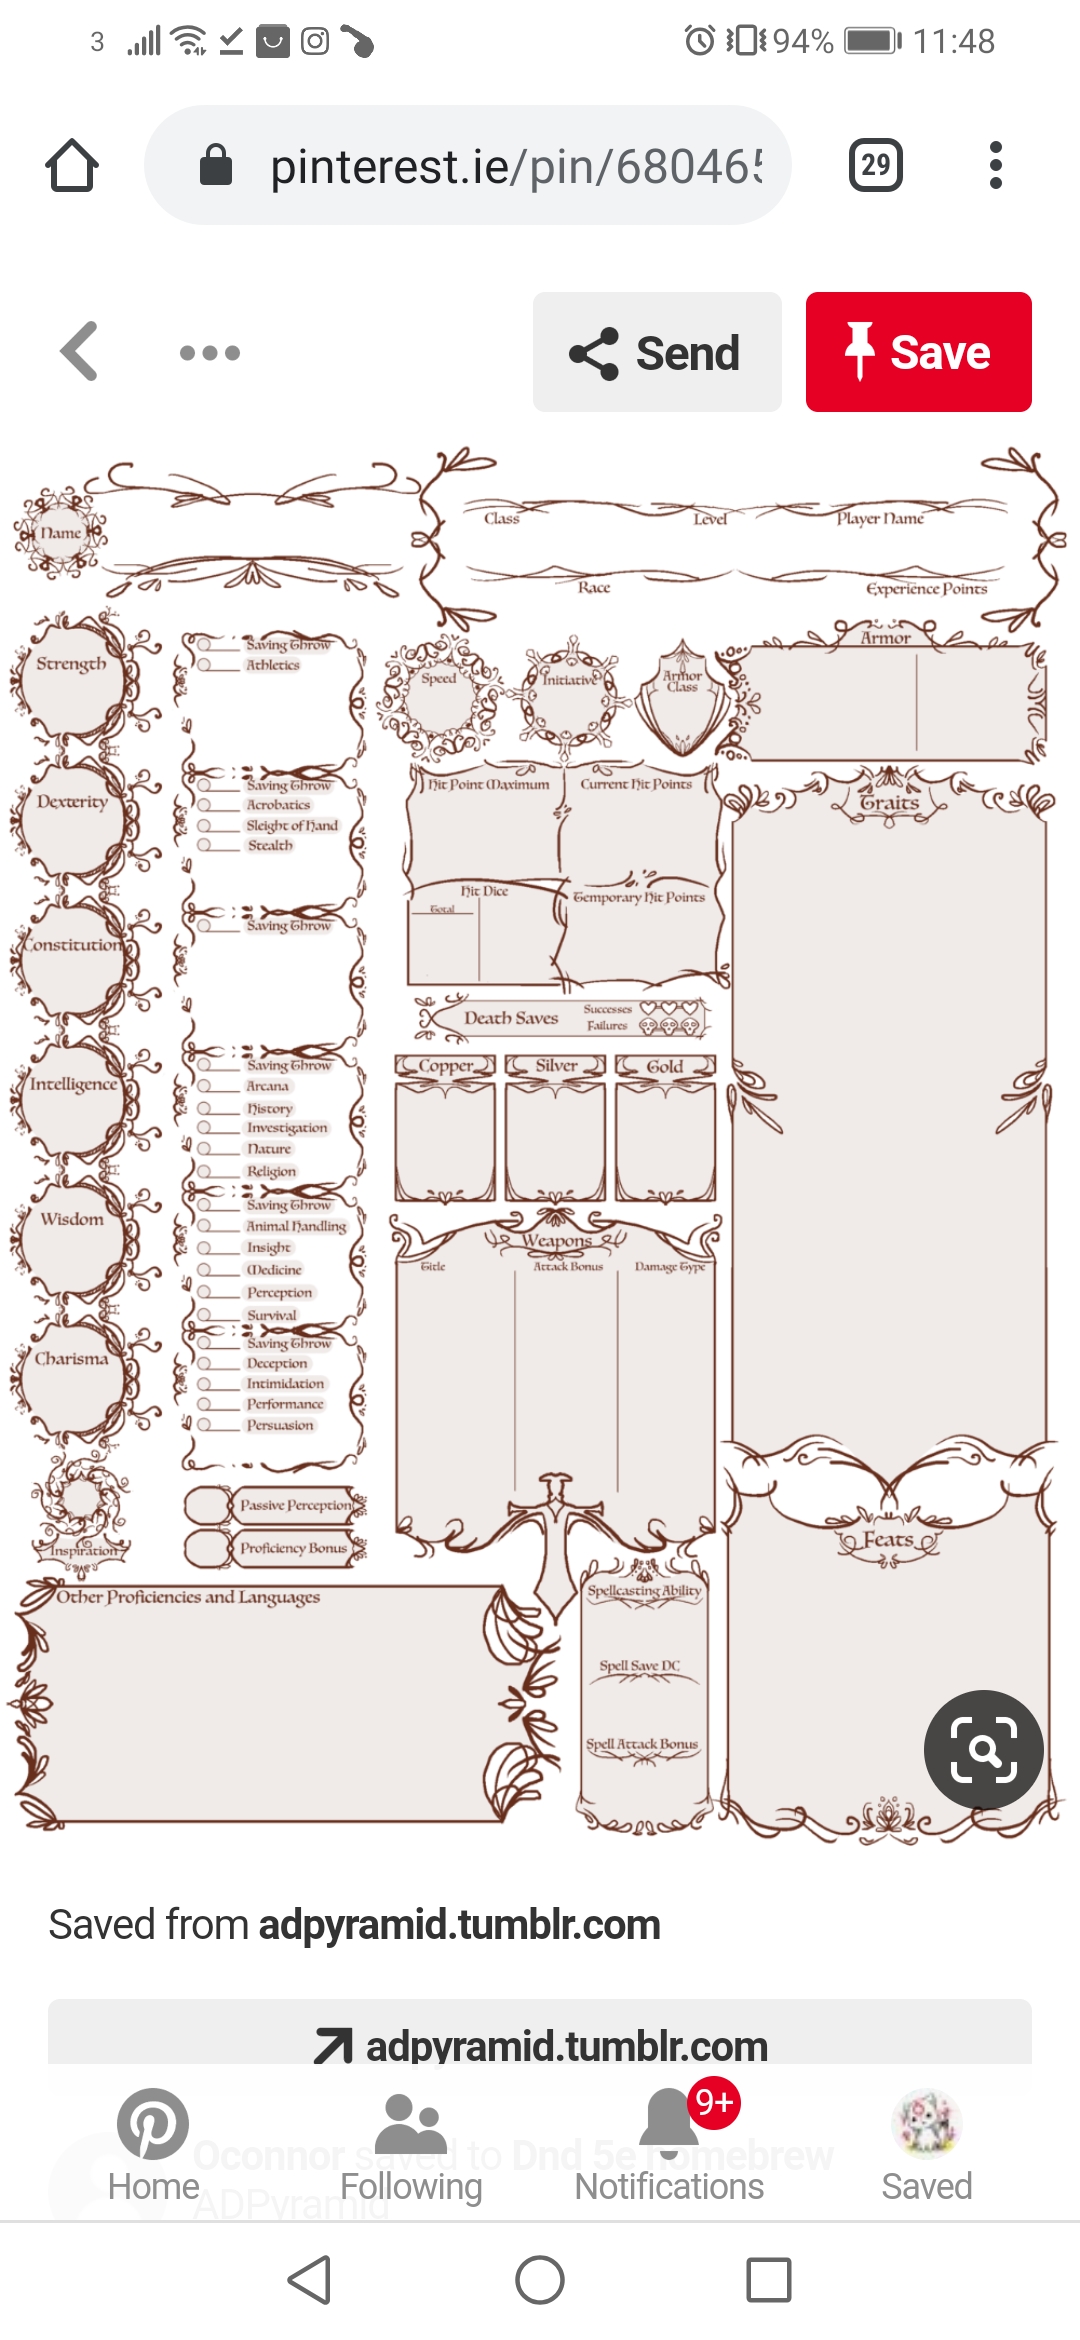 3
94% 11:48
pinterest.ie/pin/68046
29
Send
Save
Name
Class Level Player Name
Race Experience Points
Strength
Saving Throw
Athletics
Speed
Initiative
Armor
Class
Armor
Dexterity
Saving Throw
Acrobatics
Sleight of Hand
Stealth
Hit Point Maximum
Current Hit Points
Hit Dice
Total
Temporary Hit Points
Traits
Constitution
Saving Throw
Death Saves
Successes
Failures
Intelligence
Saving Throw
Arcana
History
Investigation
Nature
Religion
Copper Silver Gold
Wisdom
Saving Throw
Animal Handling
Insight
Medicine
Perception
Survival
Weapons
Title Attack Bonus Damage Type
Charisma
Saving Throw
Deception
Intimidation
Performance
Persuasion
Inspiration
Passive Perception
Proficiency Bonus
Feats
Other Proficiencies and Languages
Spellcasting Ability
Spell Save DC
Spell Attack Bonus
Saved from adpyramid.tumblr.com
adpyramid.tumblr.com
9+
Oconnor saved to Dnd 5e homebrew
ADPyramid
Home Following Notifications Saved